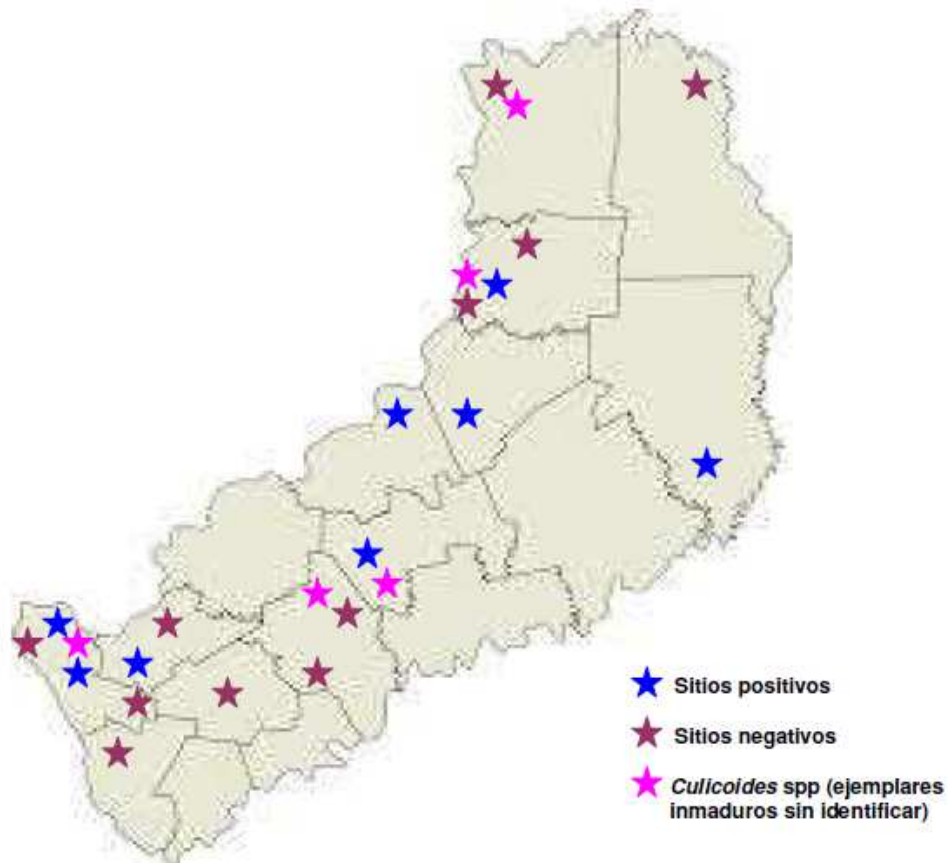 Sitios positivos
Sitios negativos
Culicoides spp (ejemplares
inmaduros sin identificar)